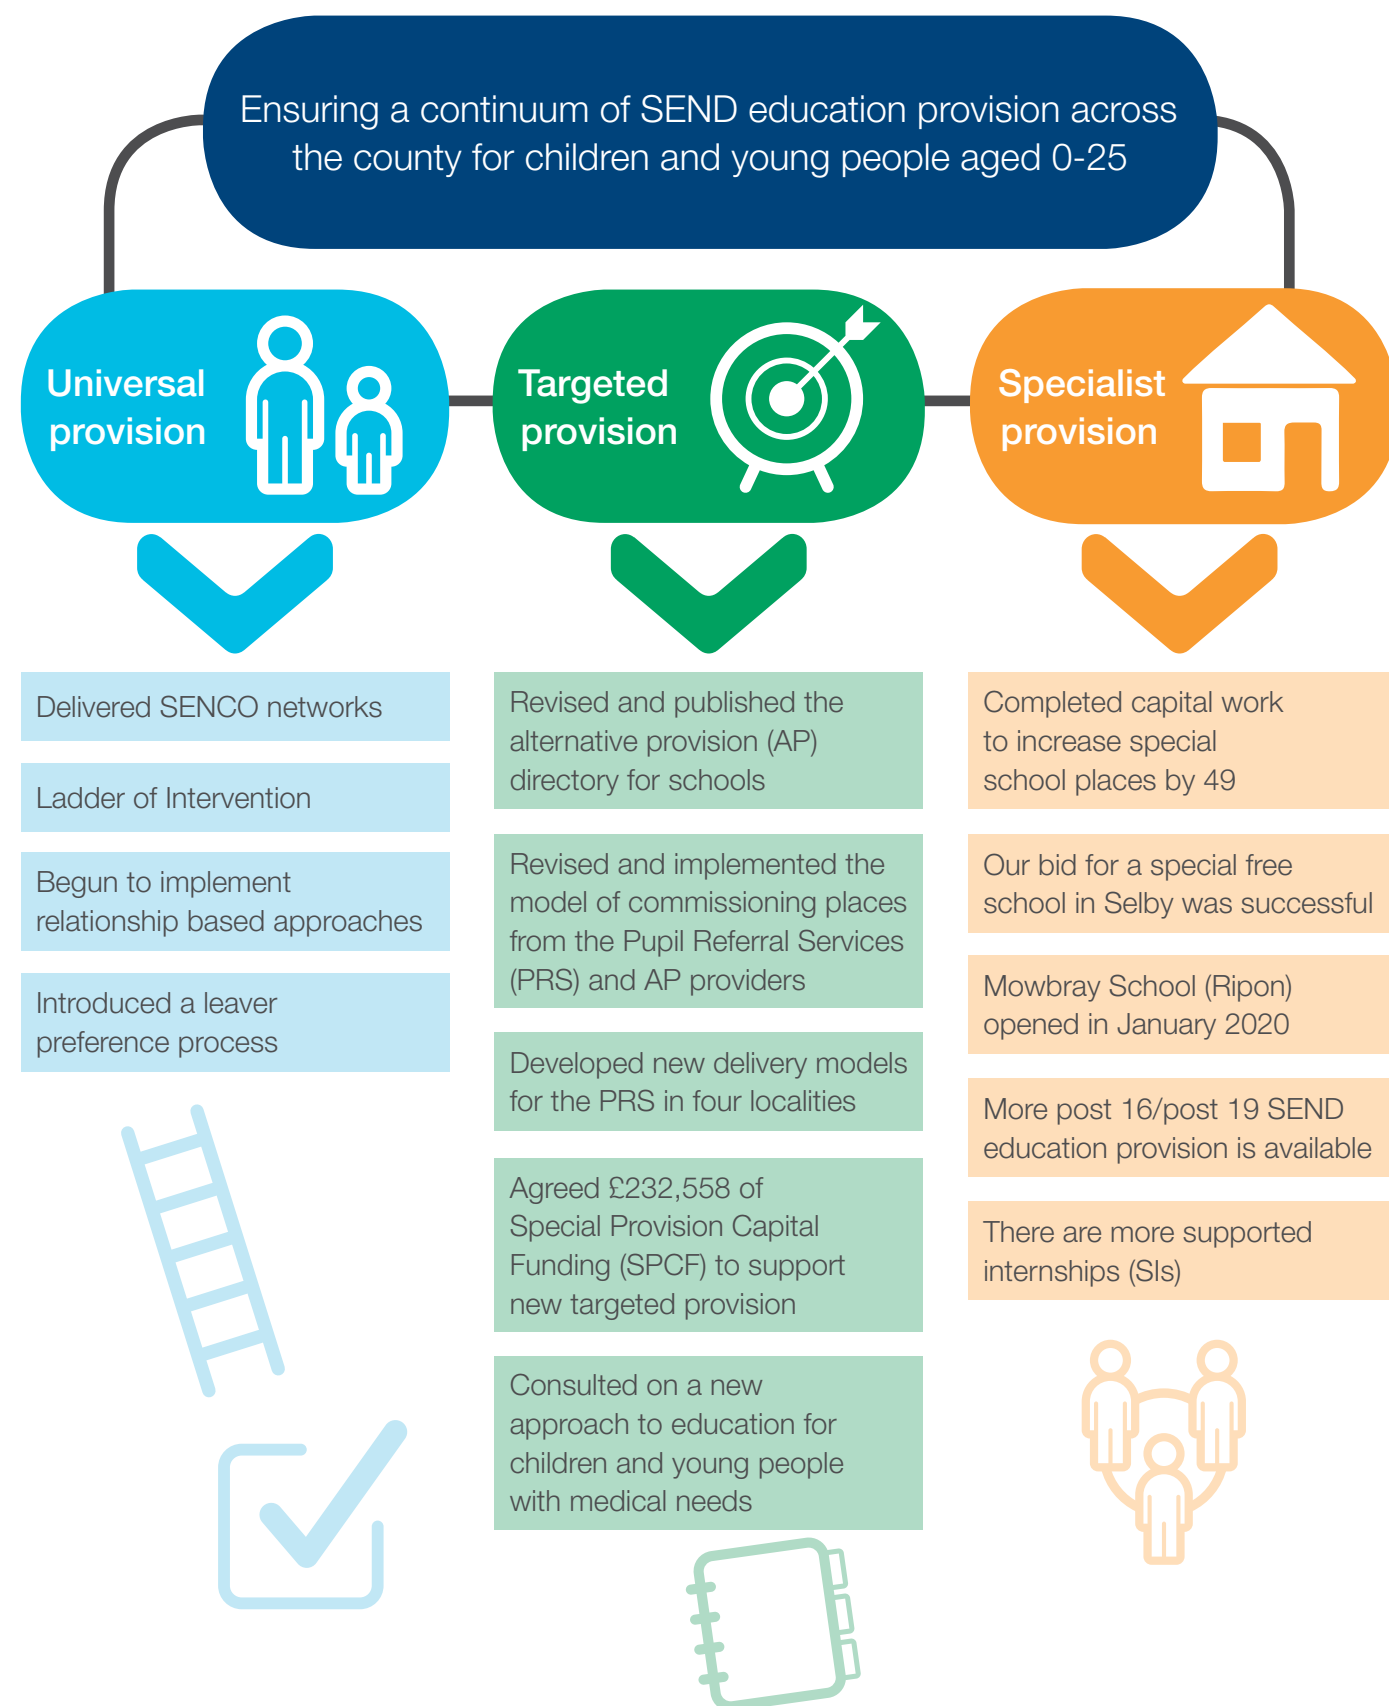 Ensuring a continuum of SEND education provision across
the county for children and young people aged 0-25
Universal
provision
Delivered SENCO networks
Ladder of Intervention
Begun to implement
relationship based approaches
Introduced a leaver
preference process
Targeted
provision
Revised and published the
alternative provision (AP)
directory for schools
Revised and implemented the
model of commissioning places
from the Pupil Referral Services
(PRS) and AP providers
Developed new delivery models
for the PRS in four localities
Agreed £232,558 of
Special Provision Capital
Funding (SPCF) to support
new targeted provision
Consulted on a new
approach to education for
children and young people
with medical needs
Specialist
provision
Completed capital work
to increase special
school places by 49
Our bid for a special free
school in Selby was successful
Mowbray School (Ripon)
opened in January 2020
More post 16/post 19 SEND
education provision is available
There are more supported
internships (SIs)